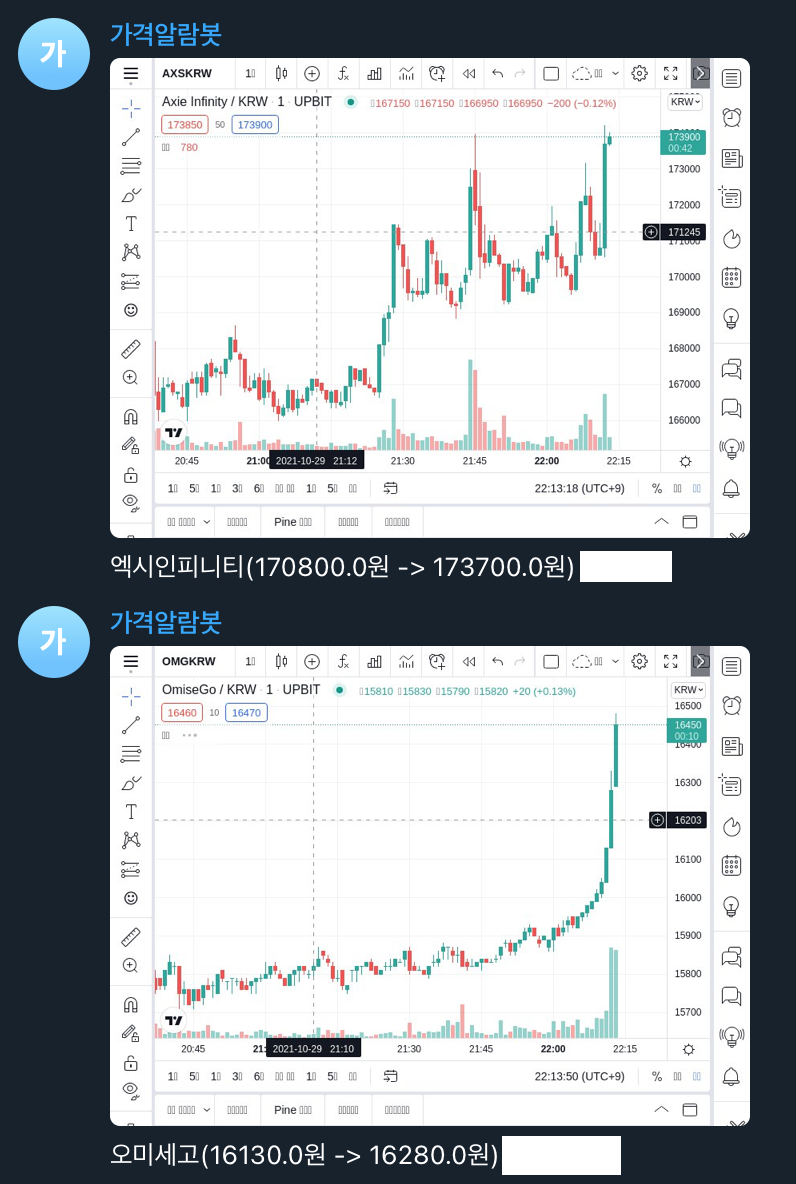 가격알람봇
가
AXSKRW 1
Axie Infinity / KRW · 1 · UPBIT 167150 167150 166950 166950 −200 (−0.12%) KRW
173850 50 173900
780
173900
00:42
173000
172000
171245
171000
170000
169000
168000
167000
166000
20:45 21:00 2021-10-29 21:12 21:30 21:45 22:00 22:15
1 5 1 3 6 1 5 22:13:18 (UTC+9) %
Pine
엑시인피니티(170800.0원 -> 173700.0원)
가격알람봇
가
OMGKRW 1
OmiseGo / KRW · 1 · UPBIT 15810 15830 15790 15820 +20 (+0.13%) KRW
16460 10 16470
16500
16450
00:10
16400
16300
16203
16100
16000
15900
15800
15700
20:45 21: 2021-10-29 21:10 21:30 21:45 22:00 22:15
1 5 1 3 6 1 5 22:13:50 (UTC+9) %
Pine
오미세고(16130.0원 -> 16280.0원)